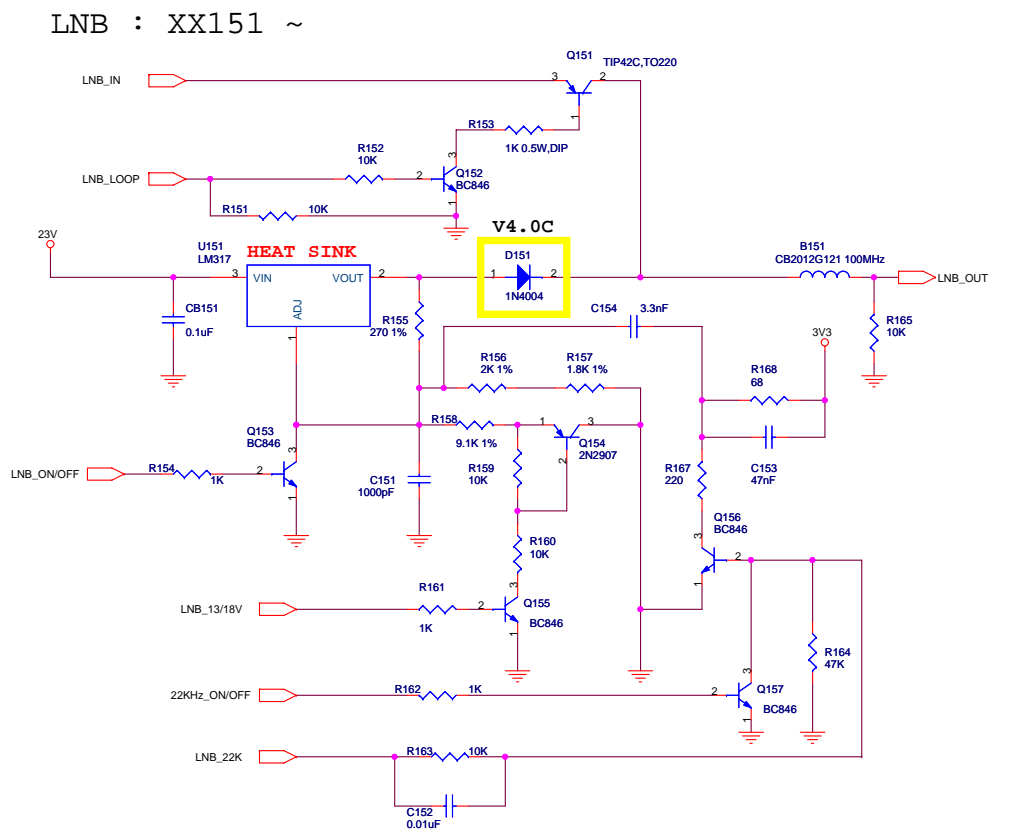 LNB : XX151 ~
Q151
TIP42C,TO220
3
2
1
LNB_IN
R153
1K 0.5W,DIP
R152
10K
3
2
1
Q152
BC846
LNB_LOOP
R151
10K
V4.0C
23V
U151
LM317
HEAT SINK
3
VIN
VOUT
2
ADJ
1
D151
1
2
1N4004
B151
CB2012G121 100MHz
LNB_OUT
CB151
0.1uF
R155
270 1%
C154
3.3nF
R165
10K
3V3
R156
2K 1%
R157
1.8K 1%
R168
68
R158
9.1K 1%
1
3
2
Q154
2N2907
Q153
BC846
3
2
1
LNB_ON/OFF
R154
1K
C151
1000pF
R159
10K
R167
220
C153
47nF
Q156
BC846
3
2
1
R160
10K
R161
1K
LNB_13/18V
3
2
1
Q155
BC846
R164
47K
22KHz_ON/OFF
R162
1K
3
2
1
Q157
BC846
LNB_22K
R163
10K
C152
0.01uF